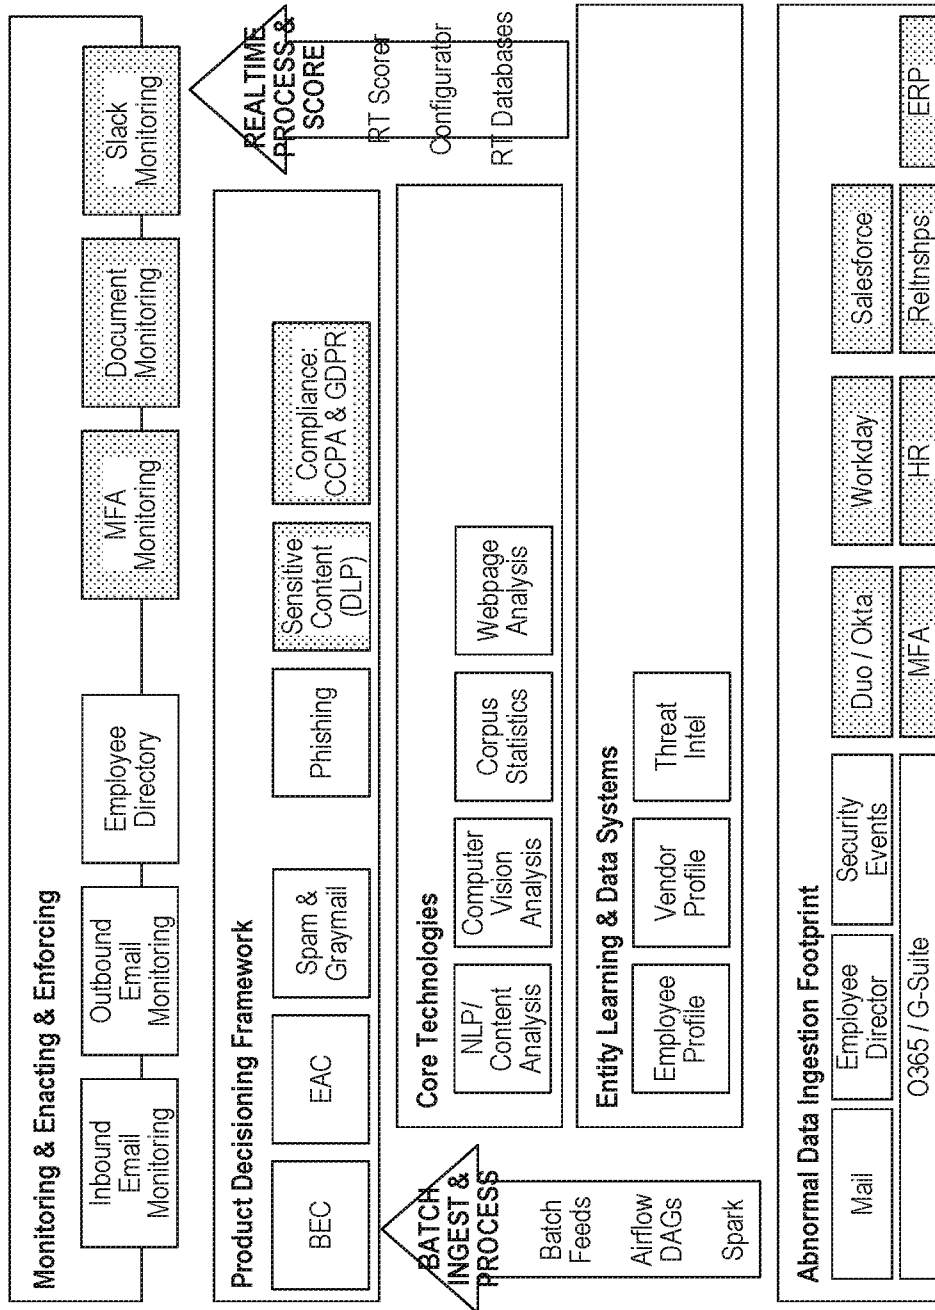 Monitoring & Enacting & Enforcing
Inbound
Email
Monitoring
Outbound
Email
Monitoring
Employee
Directory
MFA
Monitoring
Document
Monitoring
Slack
Monitoring
Product Decisioning Framework
BEC
EAC
Spam &
Graymail
Phishing
Sensitive
Content
(DLP)
Compliance:
CCPA & GDPR
REALTIME
PROCESS &
SCORE
RT Scorer
Configurator
RT Databases
BATCH
INGEST &
PROCESS
Batch
Feeds
Airflow
DAGs
Spark
Core Technologies
NLP/
Content
Analysis
Computer
Vision
Analysis
Corpus
Statistics
Webpage
Analysis
Entity Learning & Data Systems
Employee
Profile
Vendor
Profile
Threat
Intel
Abnormal Data Ingestion Footprint
Mail
Employee
Director
Security
Events
Duo / Okta
Workday
Salesforce
O365 / G-Suite
MFA
HR
Reltnshps
ERP